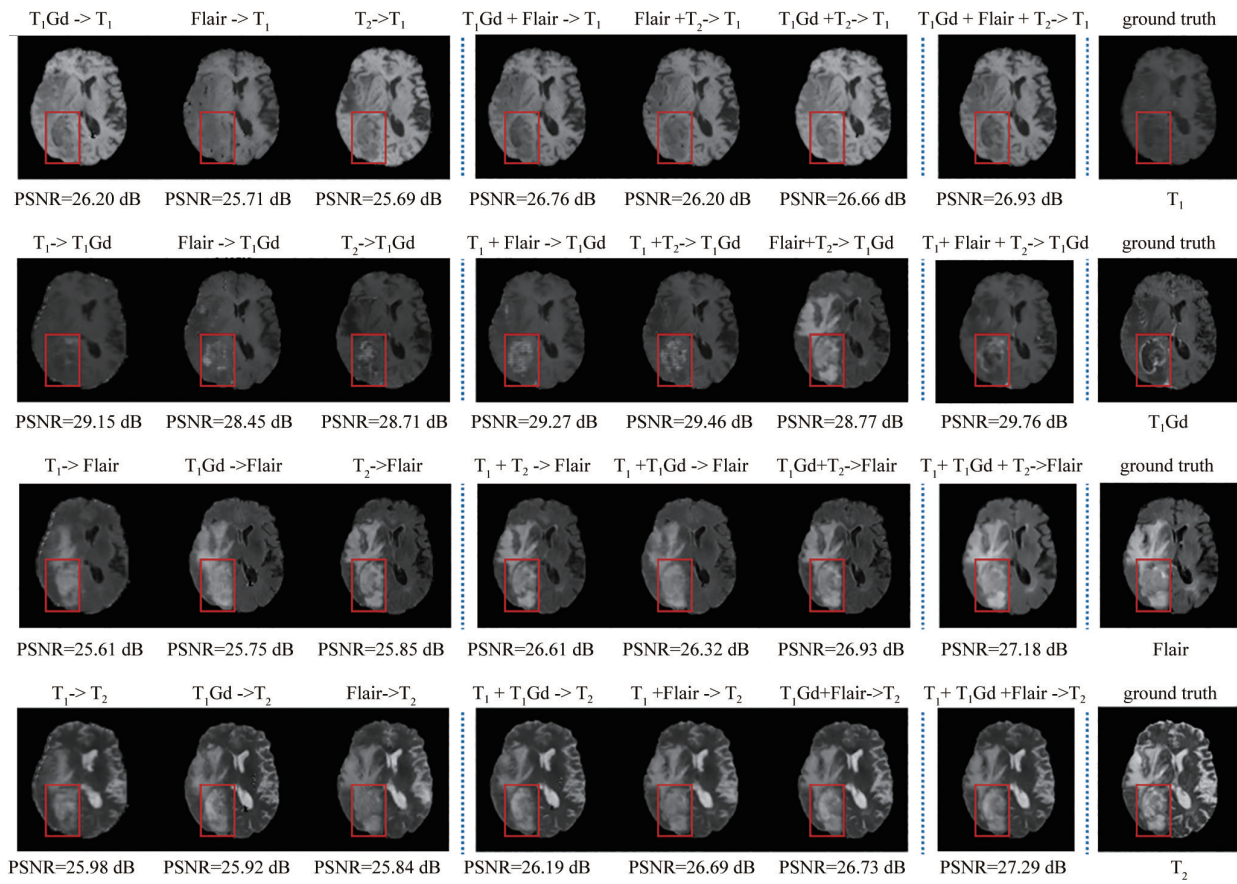 T₁Gd -> T₁ Flair -> T₁ T₂->T₁ T₁Gd + Flair -> T₁ Flair +T₂-> T₁ T₁Gd +T₂-> T₁ T₁Gd + Flair + T₂-> T₁ ground truth
PSNR=26.20 dB PSNR=25.71 dB PSNR=25.69 dB PSNR=26.76 dB PSNR=26.20 dB PSNR=26.66 dB PSNR=26.93 dB T₁
T₁-> T₁Gd Flair -> T₁Gd T₂->T₁Gd T₁ + Flair -> T₁Gd T₁ +T₂-> T₁Gd Flair+T₂-> T₁Gd T₁+ Flair + T₂-> T₁Gd ground truth
PSNR=29.15 dB PSNR=28.45 dB PSNR=28.71 dB PSNR=29.27 dB PSNR=29.46 dB PSNR=28.77 dB PSNR=29.76 dB T₁Gd
T₁-> Flair T₁Gd ->Flair T₂->Flair T₁ + T₂ -> Flair T₁ +T₁Gd -> Flair T₁Gd+T₂->Flair T₁+ T₁Gd + T₂->Flair ground truth
PSNR=25.61 dB PSNR=25.75 dB PSNR=25.85 dB PSNR=26.61 dB PSNR=26.32 dB PSNR=26.93 dB PSNR=27.18 dB Flair
T₁-> T₂ T₁Gd ->T₂ Flair->T₂ T₁ + T₁Gd -> T₂ T₁ +Flair -> T₂ T₁Gd+Flair->T₂ T₁+ T₁Gd +Flair ->T₂ ground truth
PSNR=25.98 dB PSNR=25.92 dB PSNR=25.84 dB PSNR=26.19 dB PSNR=26.69 dB PSNR=26.73 dB PSNR=27.29 dB T₂